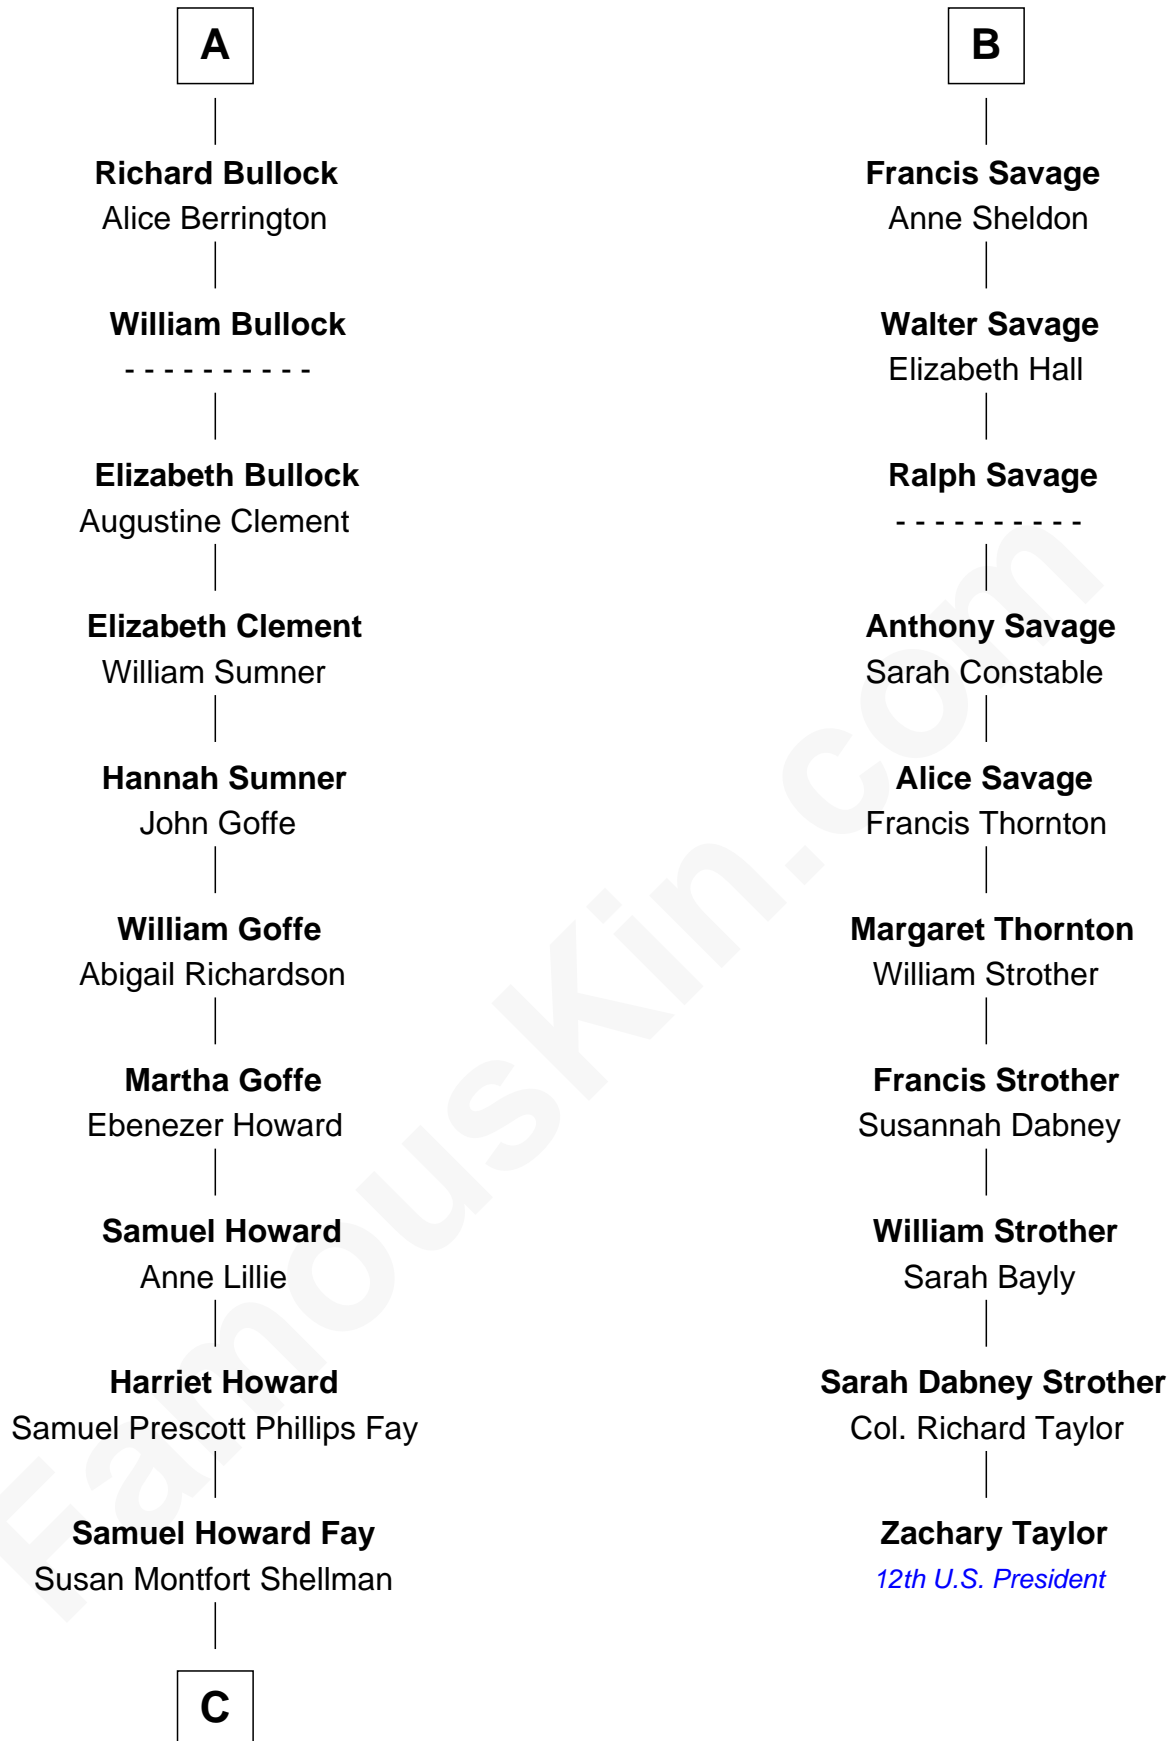 A
Richard Bullock
Alice Berrington
William Bullock
- - - - - - - - - -
Elizabeth Bullock
Augustine Clement
Elizabeth Clement
William Sumner
Hannah Sumner
John Goffe
William Goffe
Abigail Richardson
Martha Goffe
Ebenezer Howard
Samuel Howard
Anne Lillie
Harriet Howard
Samuel Prescott Phillips Fay
Samuel Howard Fay
Susan Montfort Shellman
C
B
Francis Savage
Anne Sheldon
Walter Savage
Elizabeth Hall
Ralph Savage
- - - - - - - - - -
Anthony Savage
Sarah Constable
Alice Savage
Francis Thornton
Margaret Thornton
William Strother
Francis Strother
Susannah Dabney
William Strother
Sarah Bayly
Sarah Dabney Strother
Col. Richard Taylor
Zachary Taylor
12th U.S. President
FamousKin.com